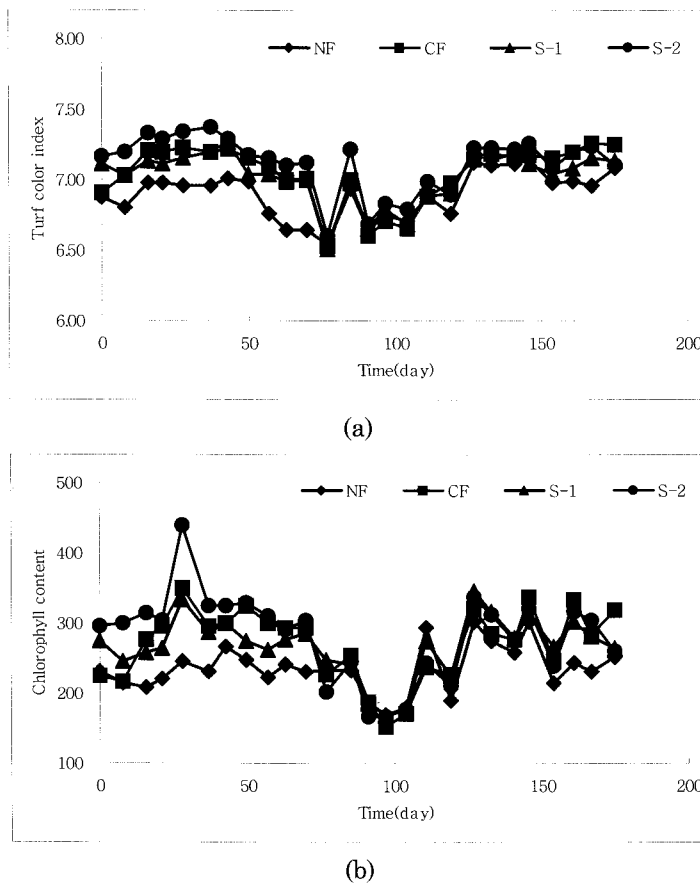 8.00
NF CF S-1 S-2
7.50
7.00
6.50
6.00
Turf color index
0 50 100 150 200
Time(day)
(a)
500
NF CF S-1 S-2
400
300
200
100
Chlorophyll content
0 50 100 150 200
Time(day)
(b)